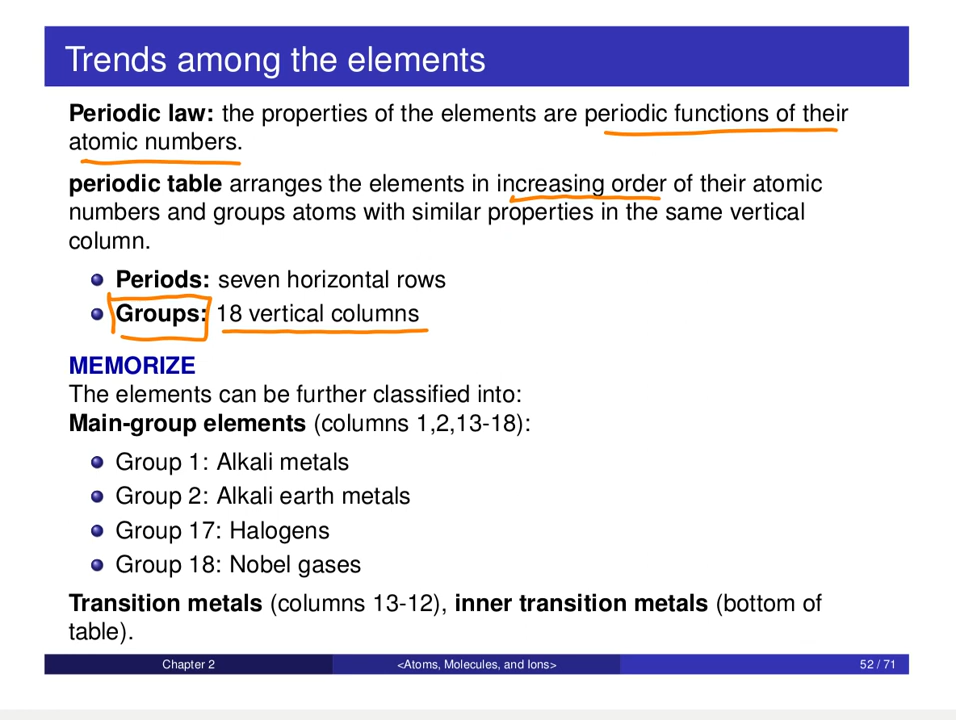 Trends among the elements
Periodic law: the properties of the elements are periodic functions of their
atomic numbers.
periodic table arranges the elements in increasing order of their atomic
numbers and groups atoms with similar properties in the same vertical
column.
Periods: seven horizontal rows
Groups: 18 vertical columns
MEMORIZE
The elements can be further classified into:
Main-group elements (columns 1,2,13-18):
Group 1: Alkali metals
Group 2: Alkali earth metals
Group 17: Halogens
Group 18: Nobel gases
Transition metals (columns 13-12), inner transition metals (bottom of
table).
Chapter 2 <Atoms, Molecules, and Ions> 52 / 71